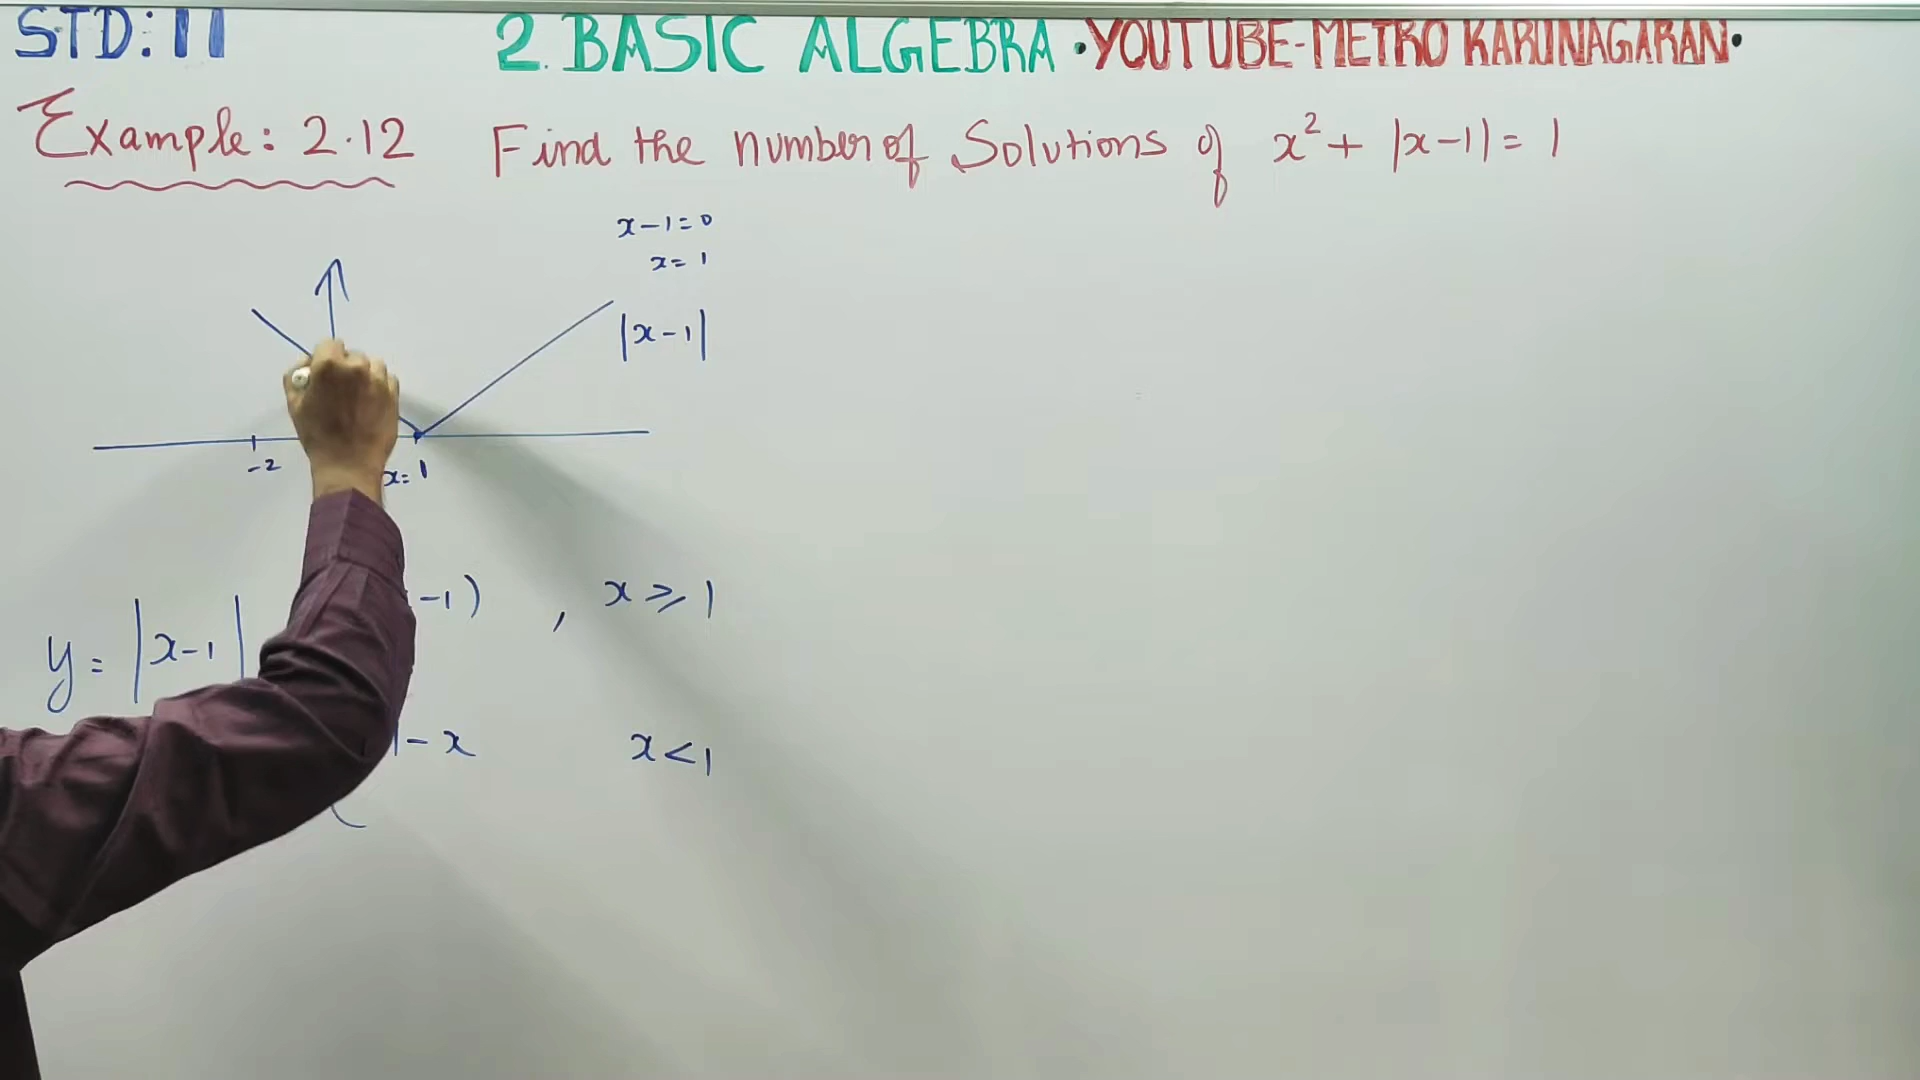 STD: 11 2. BASIC ALGEBRA • YOUTUBE-METRO KARUNAGARAN•
Example: 2.12 Find the number of Solutions of x² + |x-1| = 1
x-1=0
x=1
|x-1|
-2 x=1
-1) , x ⩾ 1
y = |x-1|
1-x x<1